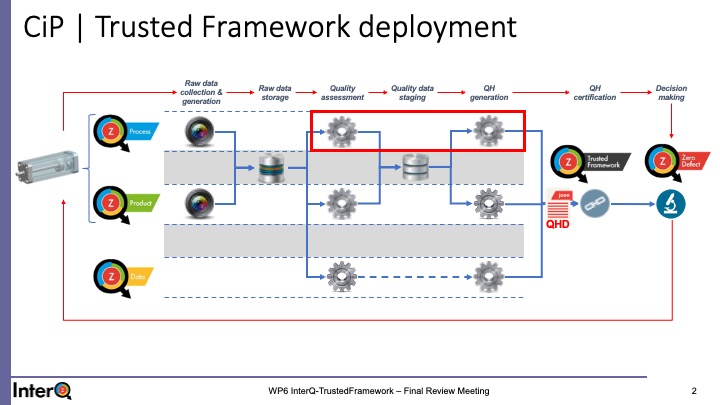 CiP | Trusted Framework deployment
Raw data
collection &
generation
Raw data
storage
Quality
assessment
Quality data
staging
QH
generation
QH
certification
Decision
making
Z
Process
Z
Trusted
Framework
Z
Zero
Defect
Z
Product
json
QHD
Z
Data
InterQ
WP6 InterQ-TrustedFramework – Final Review Meeting
2